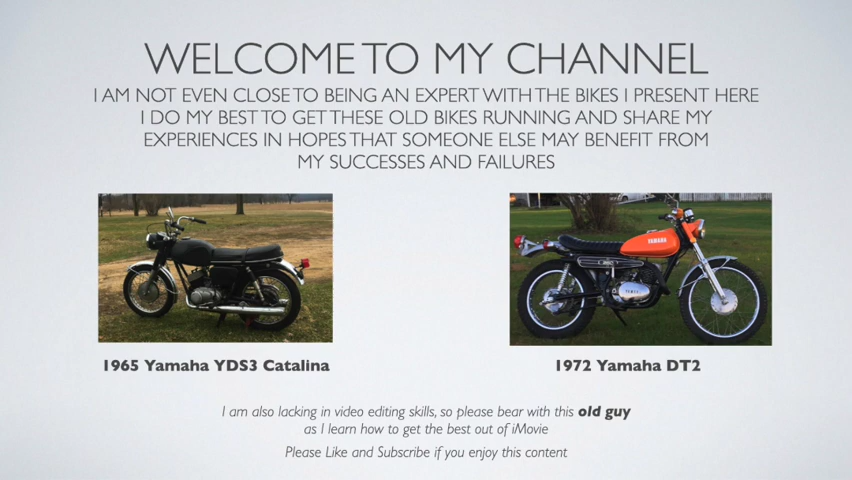 WELCOME TO MY CHANNEL
I AM NOT EVEN CLOSE TO BEING AN EXPERT WITH THE BIKES I PRESENT HERE
I DO MY BEST TO GET THESE OLD BIKES RUNNING AND SHARE MY
EXPERIENCES IN HOPES THAT SOMEONE ELSE MAY BENEFIT FROM
MY SUCCESSES AND FAILURES
YAMAHA
1965 Yamaha YDS3 Catalina
1972 Yamaha DT2
I am also lacking in video editing skills, so please bear with this old guy
as I learn how to get the best out of iMovie
Please Like and Subscribe if you enjoy this content